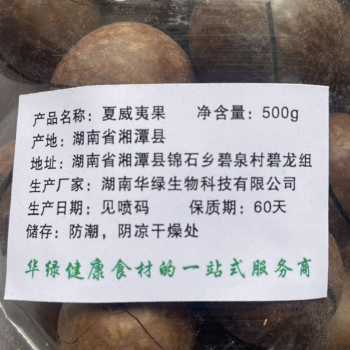 产品名称：夏威夷果 净含量：500g
产地：湖南省湘潭县
地址：湖南省湘潭县锦石乡碧泉村碧龙组
生产厂家：湖南华绿生物科技有限公司
生产日期：见喷码 保质期：60天
储存：防潮，阴凉干燥处
华绿健康食材的一站式服务商